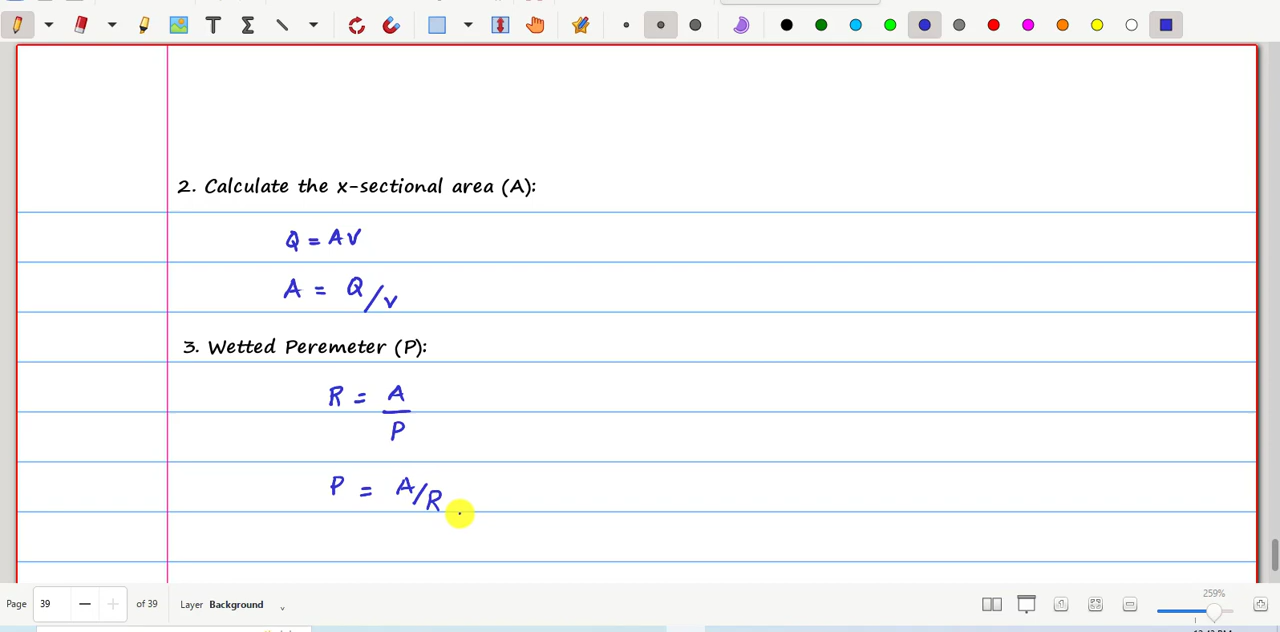 2. Calculate the x-sectional area (A):
Q = AV
A = Q/V
3. Wetted Peremeter (P):
R = A
P
P = A/R
Page 39 of 39 Layer Background 259%